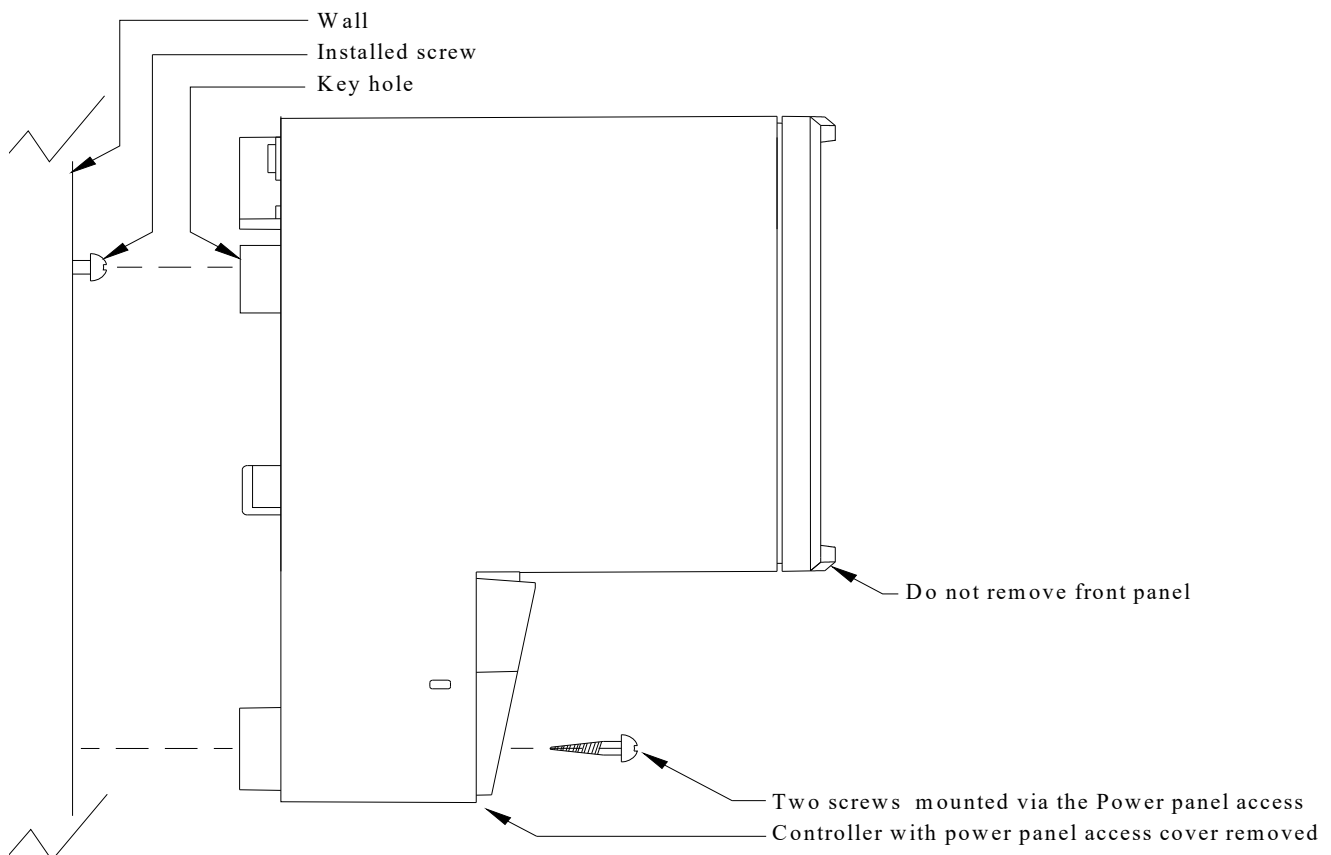 Wall
Installed screw
Key hole
Do not remove front panel
Two screws mounted via the Power panel access
Controller with power panel access cover removed